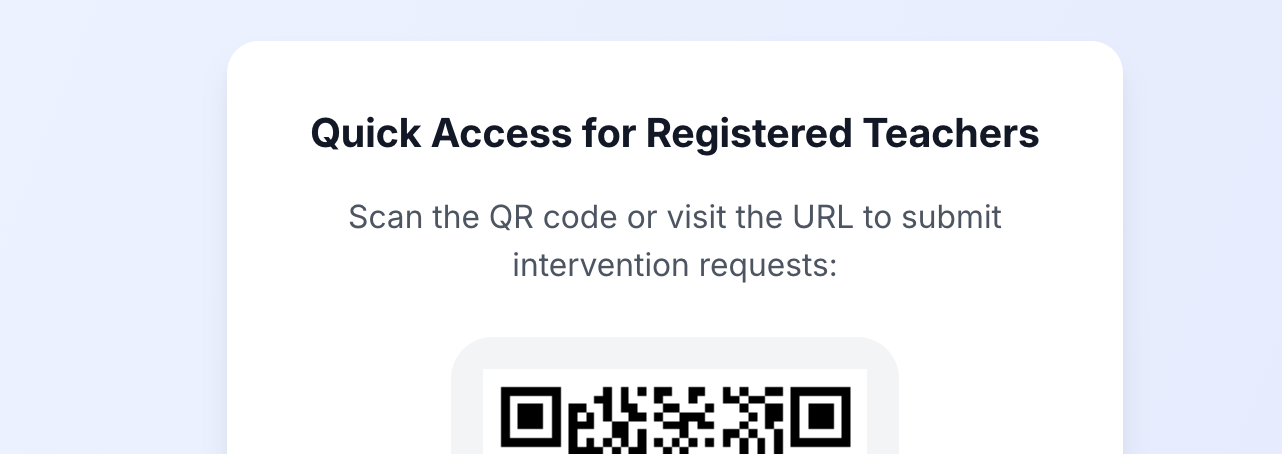 Quick Access for Registered Teachers
Scan the QR code or visit the URL to submit
intervention requests: